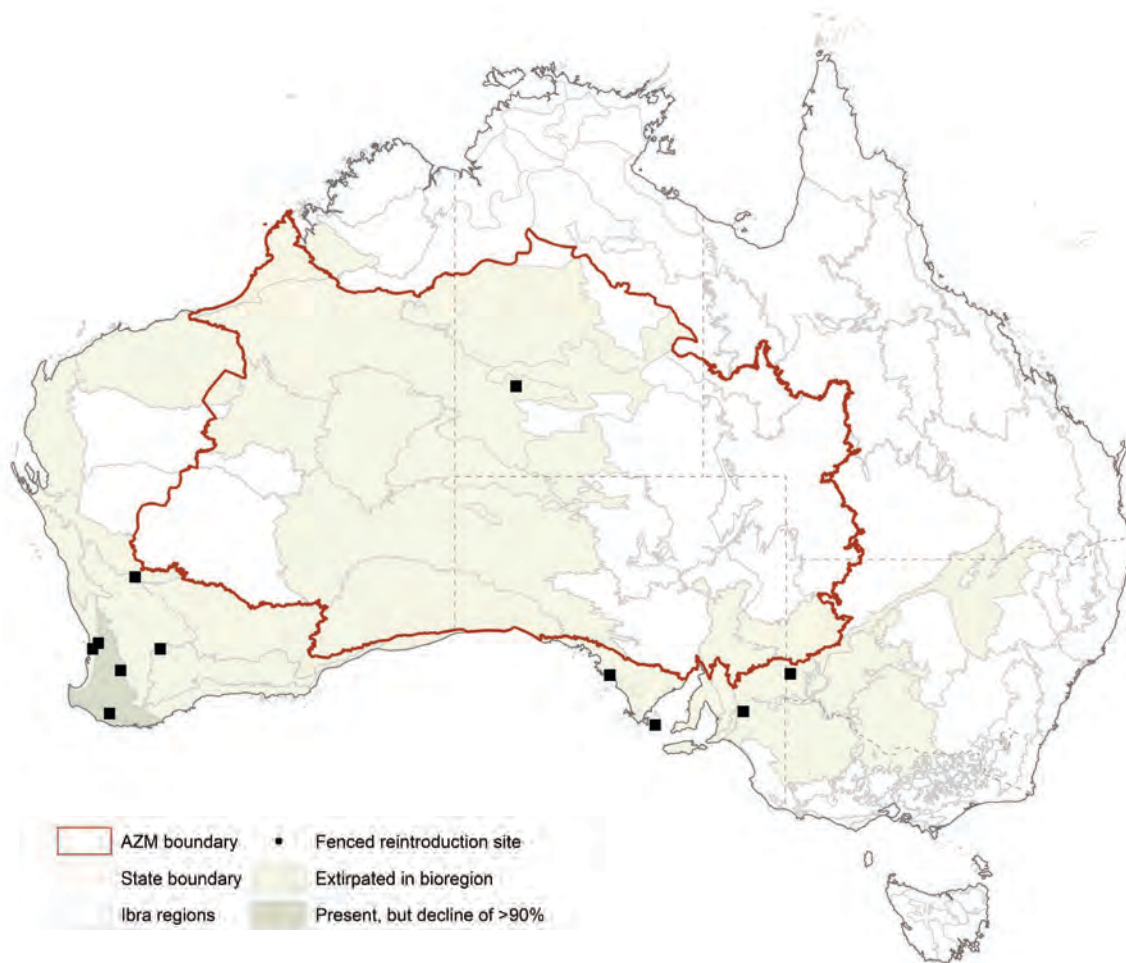 AZM boundary
Fenced reintroduction site
State boundary
Extirpated in bioregion
Ibra regions
Present, but decline of >90%